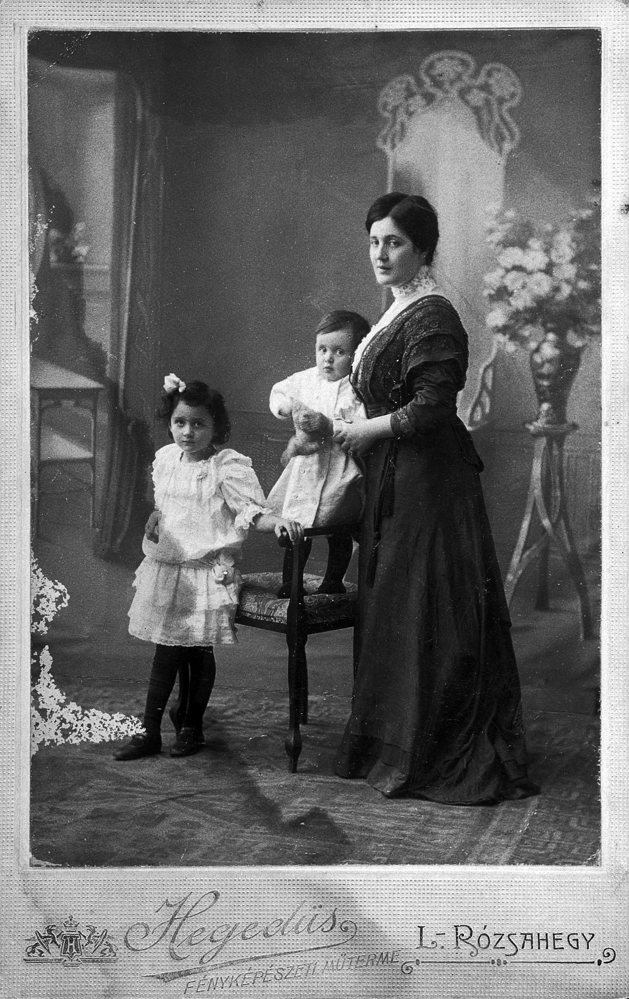 Hegedüs
FÉNYKÉPÉSZETI MŰTERME
L- RÓZSAHEGY
H